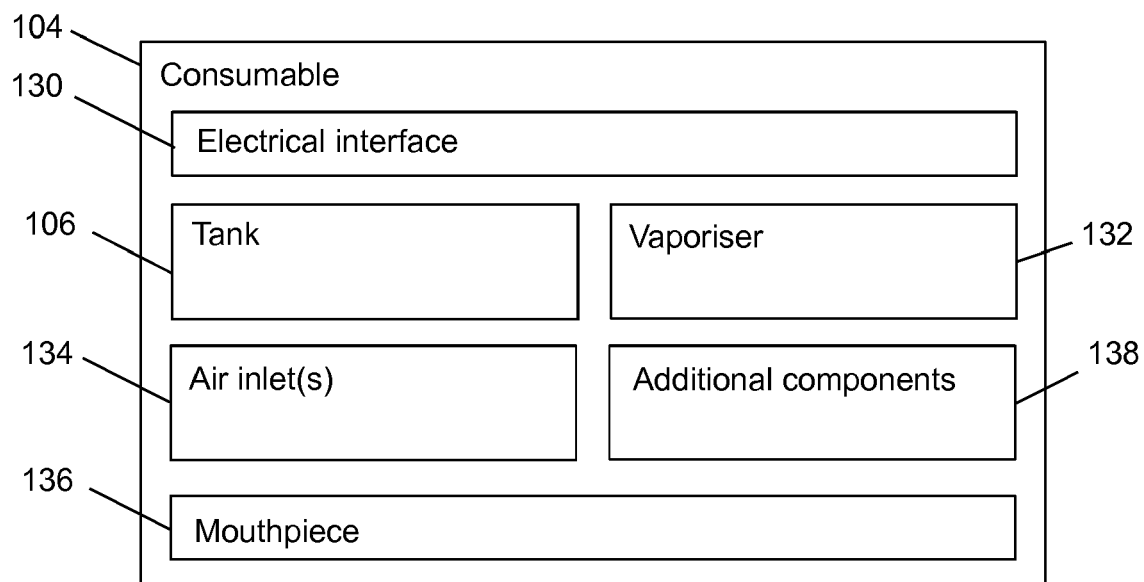 104
Consumable
130
Electrical interface
106
Tank
Vaporiser
132
134
Air inlet(s)
Additional components
138
136
Mouthpiece